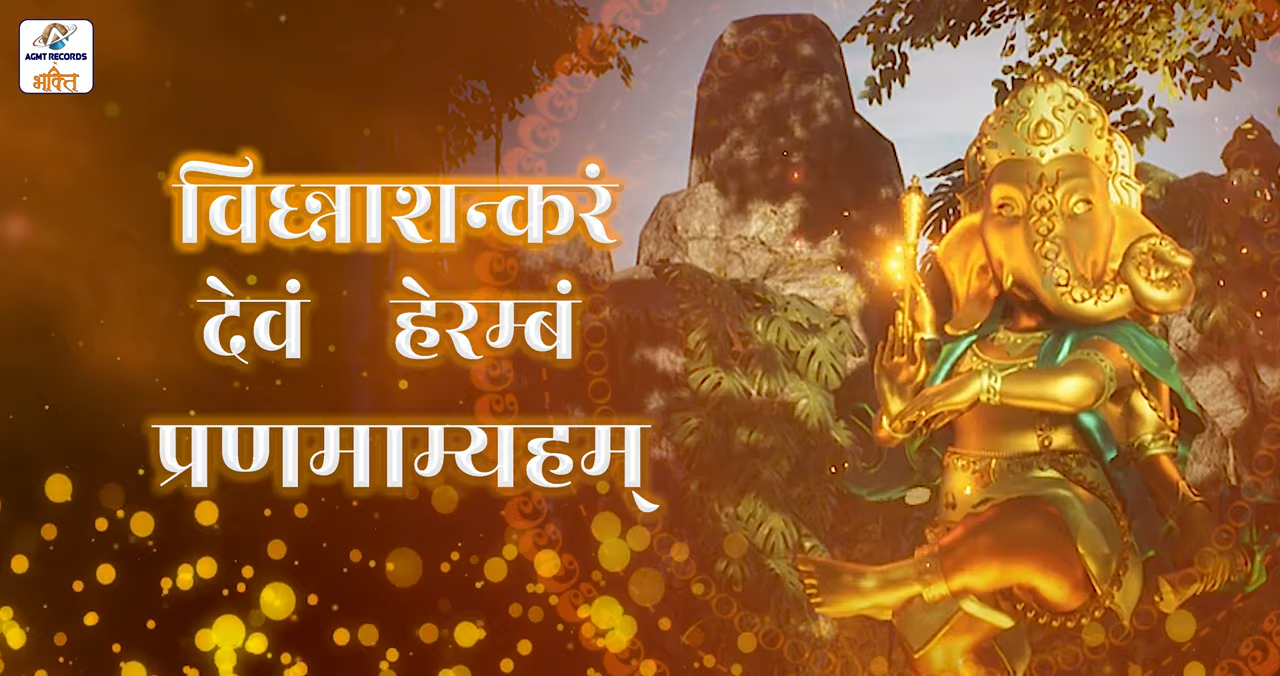 AGMT RECORDS
भक्ति
विघ्नाशन्करं
देवं हेरम्बं
प्रणमाम्यहम्